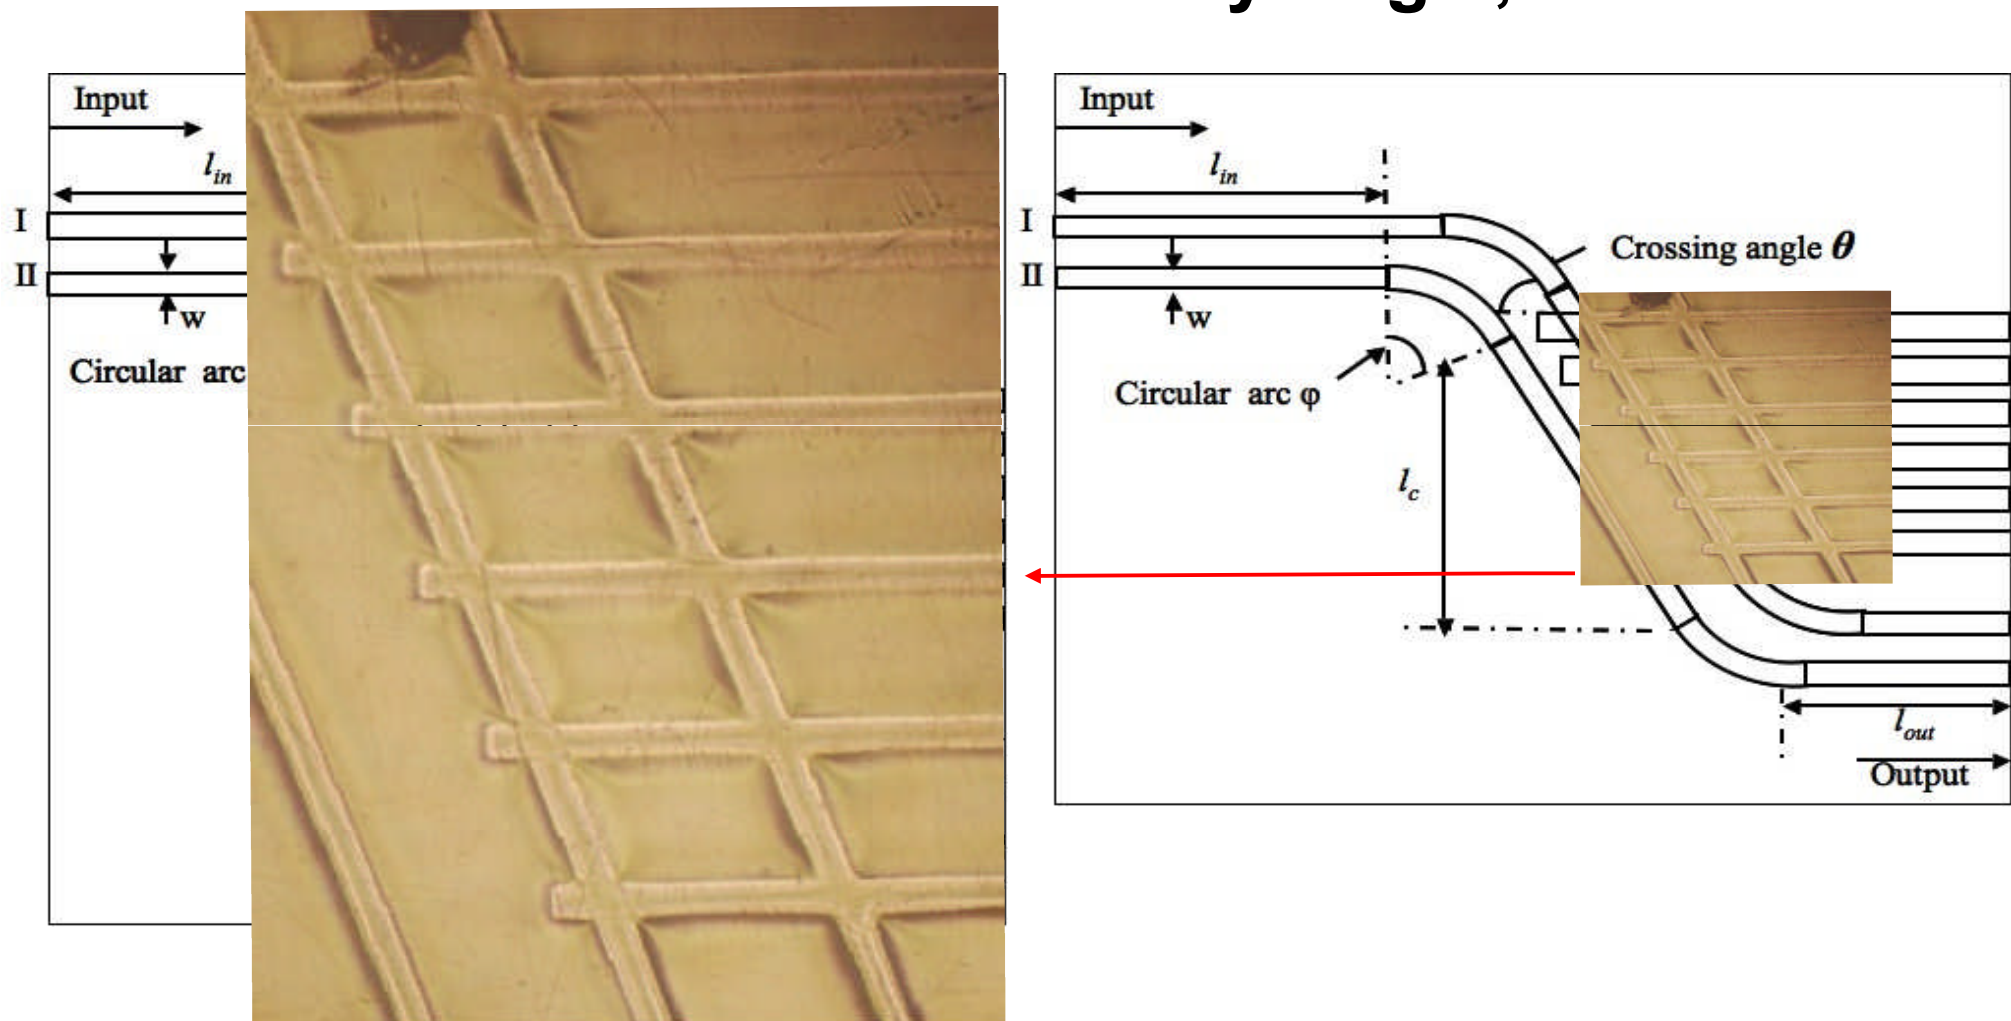 Input
l_in
I
II
w
Circular arc
Input
l_in
I
II
w
Crossing angle θ
Circular arc φ
l_c
l_out
Output